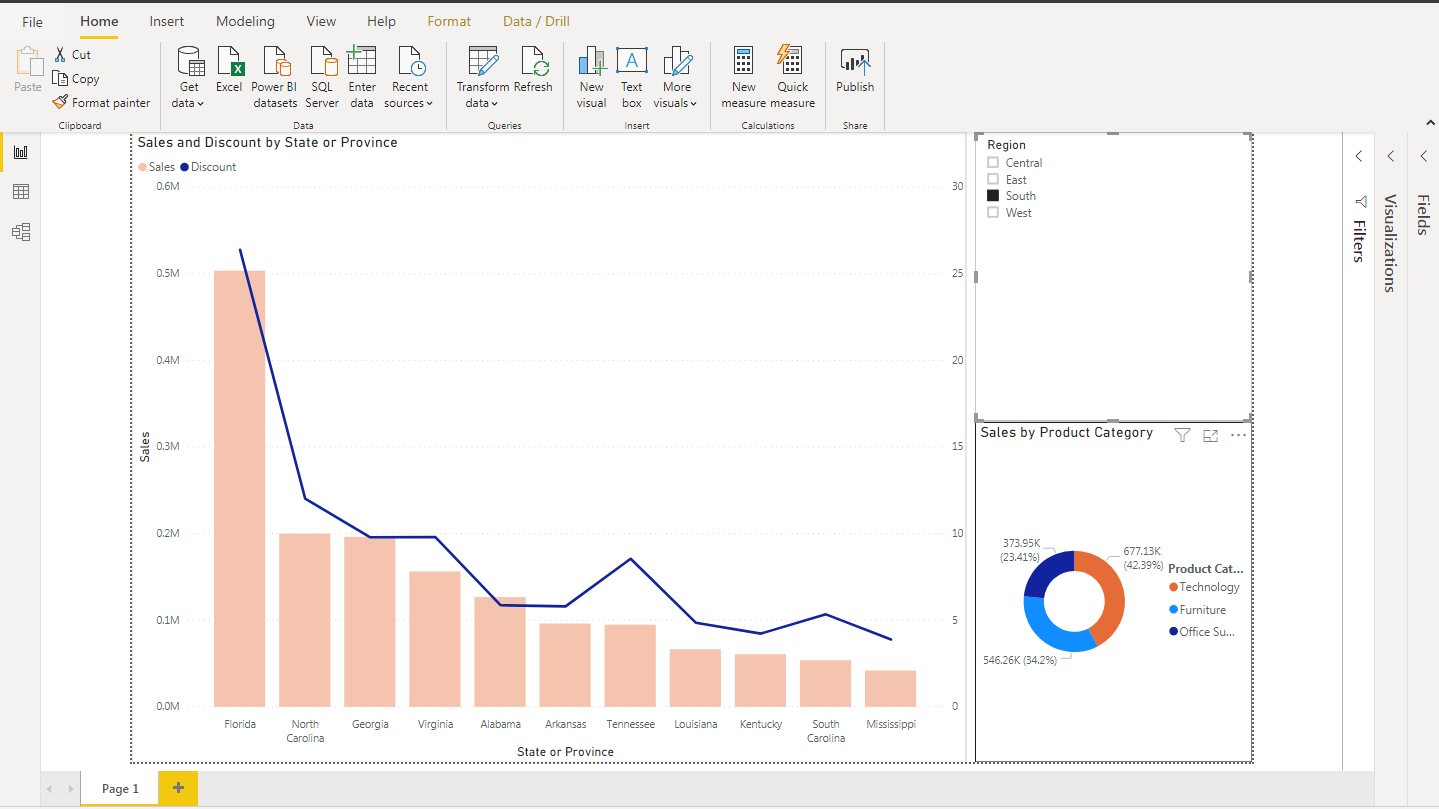 File Home Insert Modeling View Help Format Data / Drill
Paste
Cut
Copy
Format painter
Clipboard
Get data
Excel
Power BI datasets
SQL Server
Enter data
Recent sources
Data
Transform data
Refresh
Queries
New visual
Text box
More visuals
Insert
New measure
Quick measure
Calculations
Publish
Share
Sales and Discount by State or Province
Sales Discount
0.6M
0.5M
0.4M
0.3M
0.2M
0.1M
0.0M
Sales
30
25
20
15
10
5
0
Florida
North Carolina
Georgia
Virginia
Alabama
Arkansas
Tennessee
Louisiana
Kentucky
South Carolina
Mississippi
State or Province
Region
Central
East
South
West
Sales by Product Category
373.95K
(23.41%)
677.13K
(42.39%)
546.26K (34.2%)
Product Cat...
Technology
Furniture
Office Su...
Filters
Visualizations
Fields
Page 1